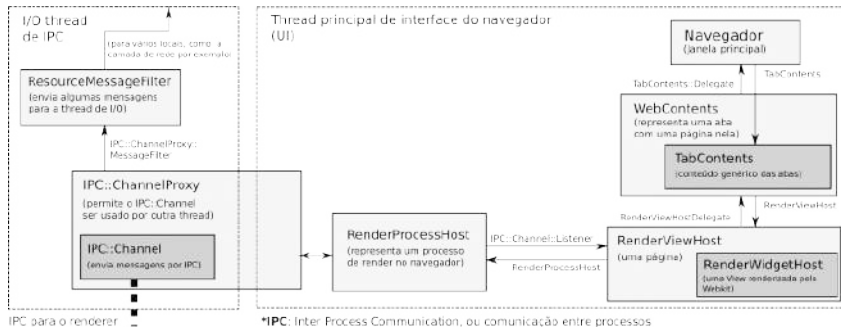 I/O thread
de IPC
(para vários locais, como a
camada de rede por exemplo)
ResourceMessageFilter
(envia algumas mensagens
para a thread de I/O)
IPC::ChannelProxy::
MessageFilter
IPC::ChannelProxy
(permite o IPC::Channel
ser usado por outra thread)
IPC::Channel
(envia mensagens por IPC)
IPC para o renderer
Thread principal de interface do navegador
(UI)
Navegador
(janela principal)
TabContents::Delegate
TabContents
WebContents
(representa uma aba
com uma página nela)
TabContents
(conteúdo genérico das abas)
RenderViewHostDelegate
RenderViewHost
RenderProcessHost
(representa um processo
de render no navegador)
IPC::Channel::Listener
RenderProcessHost
RenderViewHost
(uma página)
RenderWidgetHost
(uma View renderizada pela
Webkit)
*IPC: Inter Process Communication, ou comunicação entre processos